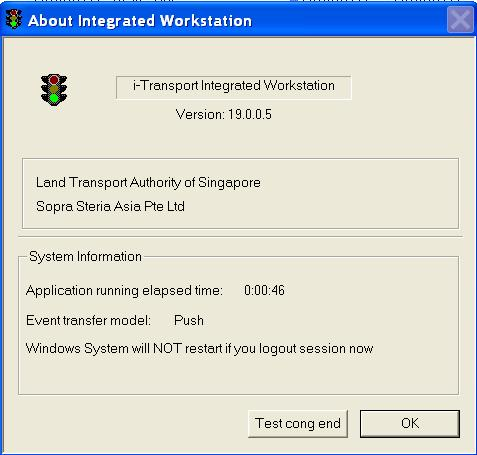 About Integrated Workstation
i-Transport Integrated Workstation
Version: 19.0.0.5
Land Transport Authority of Singapore
Sopra Steria Asia Pte Ltd
System Information
Application running elapsed time: 0:00:46
Event transfer model: Push
Windows System will NOT restart if you logout session now
Test cong end
OK